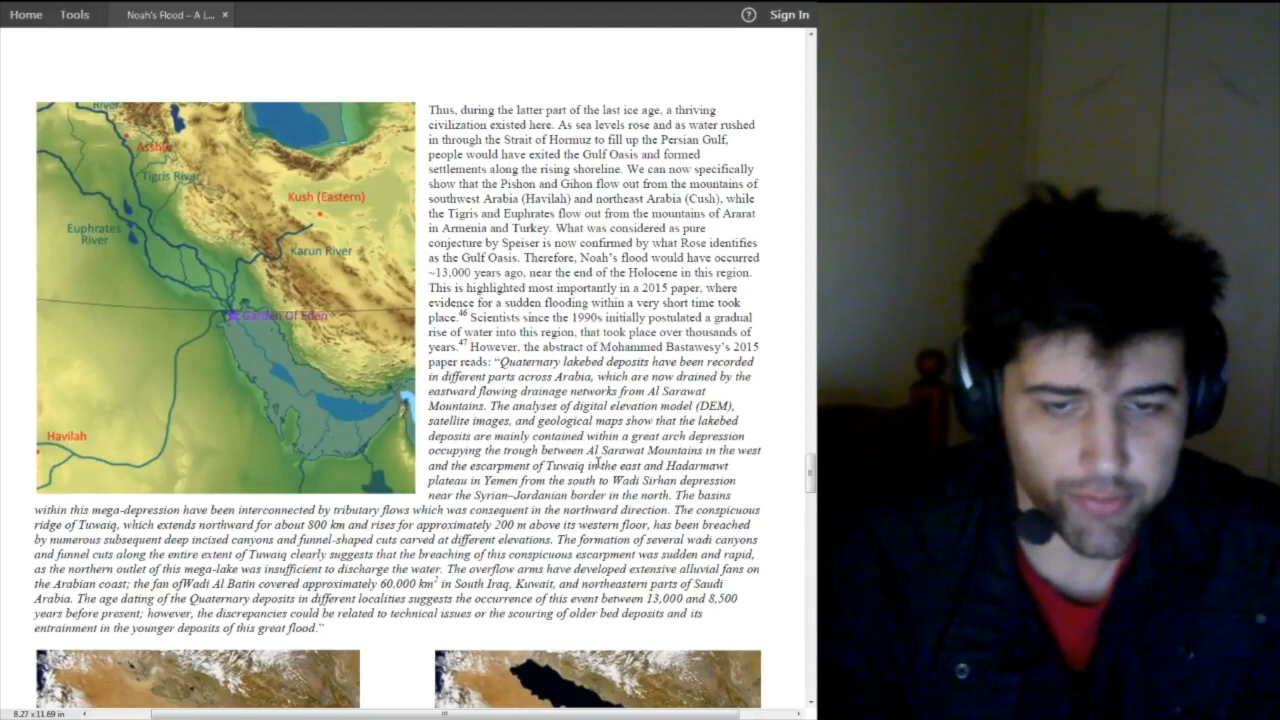 Home Tools Noah's Flood – A L... × ? Sign In
River
Asshur
Tigris River
Kush (Eastern)
Euphrates
River
Karun River
Garden Of Eden
Havilah
Thus, during the latter part of the last ice age, a thriving
civilization existed here. As sea levels rose and as water rushed
in through the Strait of Hormuz to fill up the Persian Gulf,
people would have exited the Gulf Oasis and formed
settlements along the rising shoreline. We can now specifically
show that the Pishon and Gihon flow out from the mountains of
southwest Arabia (Havilah) and northeast Arabia (Cush), while
the Tigris and Euphrates flow out from the mountains of Ararat
in Armenia and Turkey. What was considered as pure
conjecture by Speiser is now confirmed by what Rose identifies
as the Gulf Oasis. Therefore, Noah's flood would have occurred
~13,000 years ago, near the end of the Holocene in this region.
This is highlighted most importantly in a 2015 paper, where
evidence for a sudden flooding within a very short time took
place.46 Scientists since the 1990s initially postulated a gradual
rise of water into this region, that took place over thousands of
years.47 However, the abstract of Mohammed Bastawesy's 2015
paper reads: "Quaternary lakebed deposits have been recorded
in different parts across Arabia, which are now drained by the
eastward flowing drainage networks from Al Sarawat
Mountains. The analyses of digital elevation model (DEM),
satellite images, and geological maps show that the lakebed
deposits are mainly contained within a great arch depression
occupying the trough between Al Sarawat Mountains in the west
and the escarpment of Tuwaiq in the east and Hadarmawt
plateau in Yemen from the south to Wadi Sirhan depression
near the Syrian–Jordanian border in the north. The basins
within this mega-depression have been interconnected by tributary flows which was consequent in the northward direction. The conspicuous
ridge of Tuwaiq, which extends northward for about 800 km and rises for approximately 200 m above its western floor, has been breached
by numerous subsequent deep incised canyons and funnel-shaped cuts carved at different elevations. The formation of several wadi canyons
and funnel cuts along the entire extent of Tuwaiq clearly suggests that the breaching of this conspicuous escarpment was sudden and rapid,
as the northern outlet of this mega-lake was insufficient to discharge the water. The overflow arms have developed extensive alluvial fans on
the Arabian coast; the fan ofWadi Al Batin covered approximately 60,000 km2 in South Iraq, Kuwait, and northeastern parts of Saudi
Arabia. The age dating of the Quaternary deposits in different localities suggests the occurrence of this event between 13,000 and 8,500
years before present; however, the discrepancies could be related to technical issues or the scouring of older bed deposits and its
entrainment in the younger deposits of this great flood."
8.27 x 11.69 in